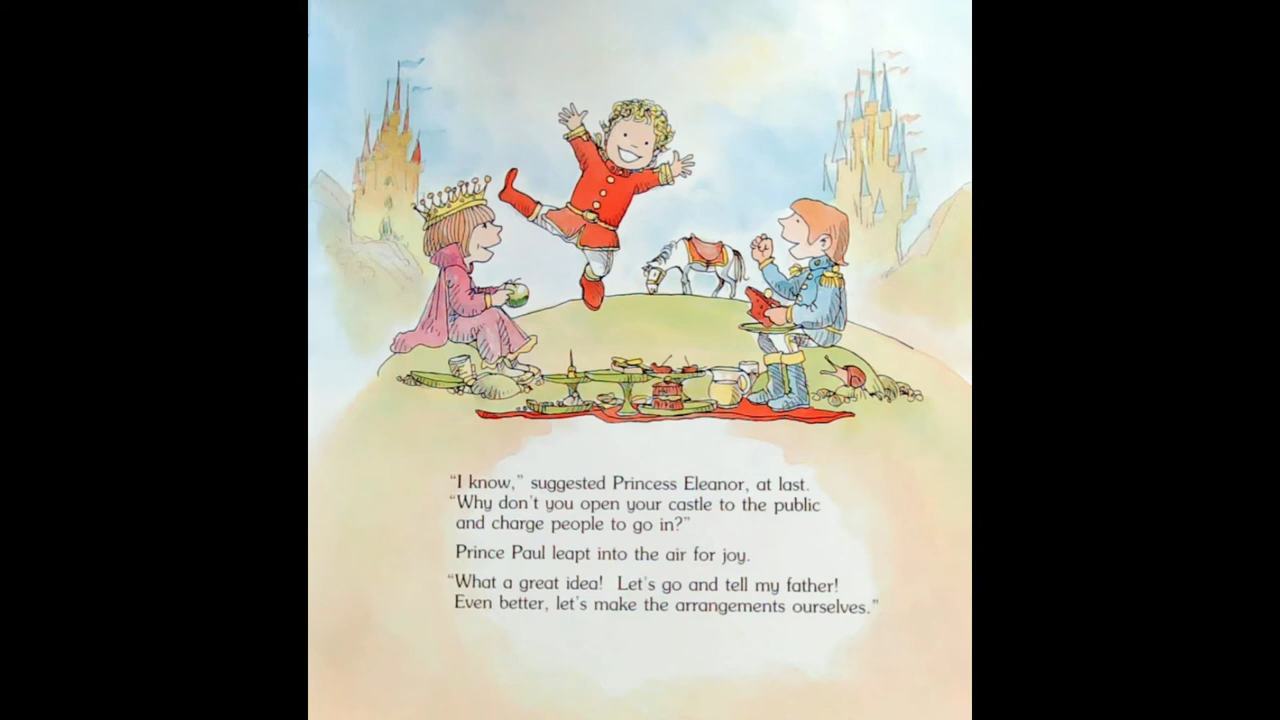 “I know,” suggested Princess Eleanor, at last.
“Why don't you open your castle to the public
and charge people to go in?”
Prince Paul leapt into the air for joy.
“What a great idea! Let's go and tell my father!
Even better, let's make the arrangements ourselves.”